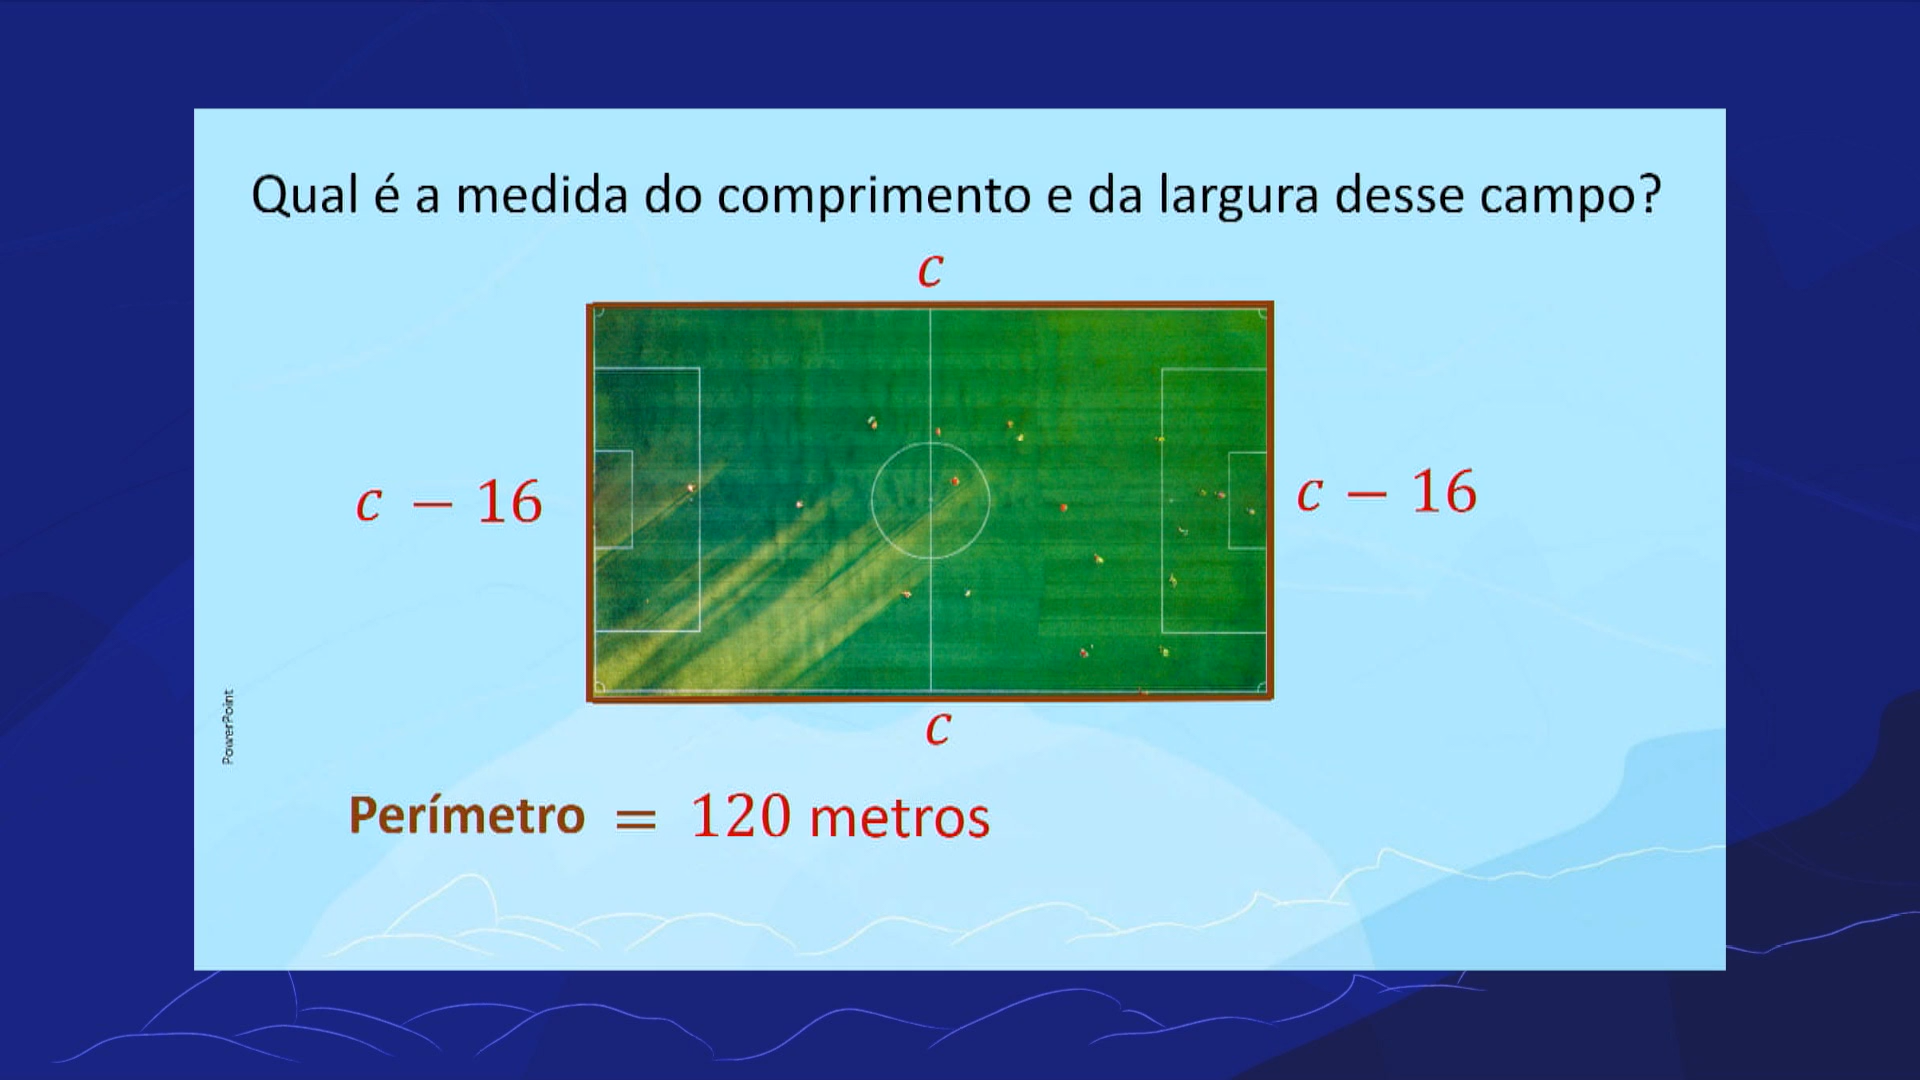 Qual é a medida do comprimento e da largura desse campo?
c
c − 16
c − 16
c
PowerPoint
Perímetro = 120 metros